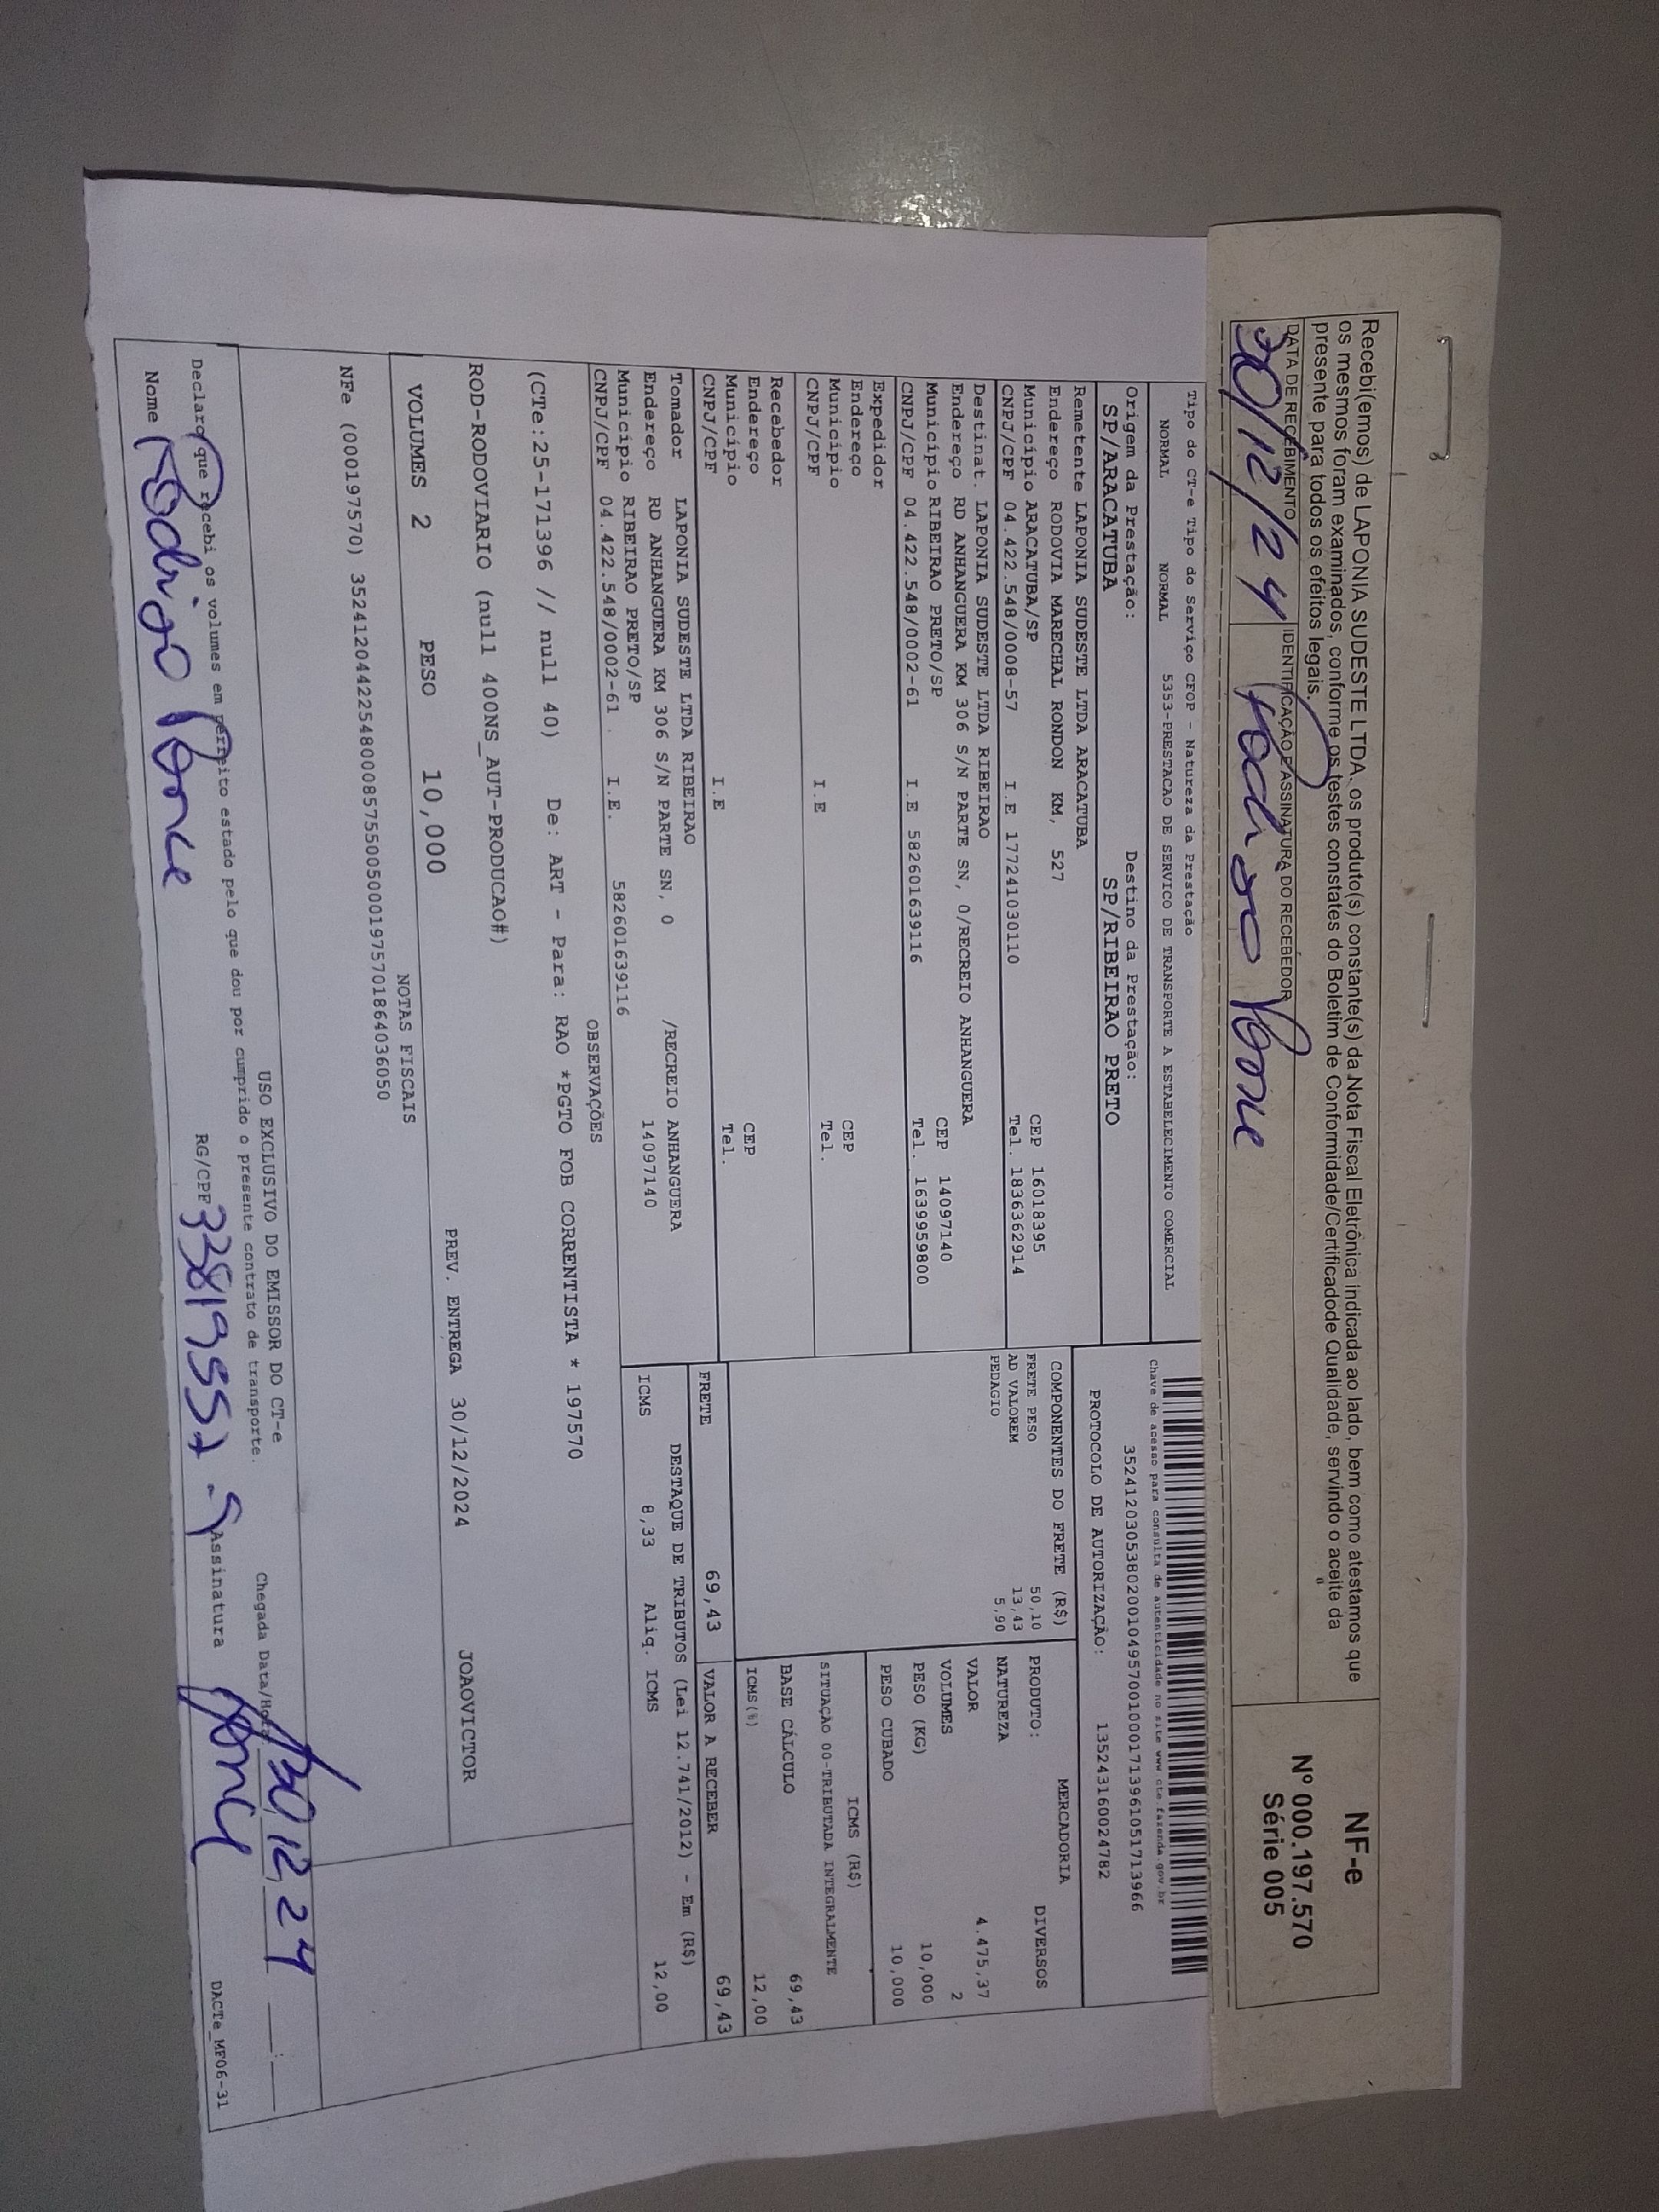 Recebi(emos) de LAPONIA SUDESTE LTDA, os produto(s) constante(s) da Nota Fiscal Eletrônica indicada ao lado, bem como atestamos que
os mesmos foram examinados, conforme os testes constates do Boletim de Conformidade/Certificadode Qualidade, servindo o aceite da
presente para todos os efeitos legais.
DATA DE RECEBIMENTO
IDENTIFICAÇÃO E ASSINATURA DO RECEBEDOR
30/12/24
Rodrigo Ponce
NF-e
Nº 000.197.570
Série 005
Tipo do CT-e Tipo do Serviço CFOP - Natureza da Prestação
NORMAL NORMAL 5353-PRESTACAO DE SERVICO DE TRANSPORTE A ESTABELECIMENTO COMERCIAL
Origem da Prestação: Destino da Prestação:
SP/ARACATUBA SP/RIBEIRAO PRETO
Remetente LAPONIA SUDESTE LTDA ARACATUBA
Endereço RODOVIA MARECHAL RONDON KM, 527
Município ARACATUBA/SP CEP 16018395
CNPJ/CPF 04.422.548/0008-57 I.E 177241030110 Tel. 1836362914
Destinat. LAPONIA SUDESTE LTDA RIBEIRAO
Endereço RD ANHANGUERA KM 306 S/N PARTE SN, 0/RECREIO ANHANGUERA
Município RIBEIRAO PRETO/SP CEP 14097140
CNPJ/CPF 04.422.548/0002-61 I.E 582601639116 Tel. 1639959800
Expedidor
Endereço
Município CEP
CNPJ/CPF I.E Tel.
Recebedor
Endereço
Município CEP
CNPJ/CPF I.E Tel.
Tomador LAPONIA SUDESTE LTDA RIBEIRAO
Endereço RD ANHANGUERA KM 306 S/N PARTE SN, 0 /RECREIO ANHANGUERA
Município RIBEIRAO PRETO/SP 14097140
CNPJ/CPF 04.422.548/0002-61 I.E. 582601639116
Chave de acesso para consulta de autenticidade no site www.cte.fazenda.gov.br
35241203053802001049570010001713961051713966
PROTOCOLO DE AUTORIZAÇÃO: 135243160024782
COMPONENTES DO FRETE (R$)
FRETE PESO 50,10
AD VALOREM 13,43
PEDAGIO 5,90
MERCADORIA
PRODUTO: DIVERSOS
NATUREZA
VALOR 4.475,37
VOLUMES 2
PESO (KG) 10,000
PESO CUBADO 10,000
ICMS (R$)
SITUAÇÃO 00-TRIBUTADA INTEGRALMENTE
BASE CÁLCULO 69,43
ICMS(%) 12,00
FRETE 69,43 VALOR A RECEBER 69,43
DESTAQUE DE TRIBUTOS (Lei 12.741/2012) - Em (R$)
ICMS 8,33 Aliq. ICMS 12,00
OBSERVAÇÕES
(CTe:25-171396 // null 40) De: ART - Para: RAO *PGTO FOB CORRENTISTA * 197570
ROD-RODOVIARIO (null 400NS_AUT-PRODUCAO#)
VOLUMES 2 PESO 10,000 PREV. ENTREGA 30/12/2024 JOAOVICTOR
NOTAS FISCAIS
NFe (000197570) 35241204422548000857550050001975701864036050
USO EXCLUSIVO DO EMISSOR DO CT-e
Declaro que recebi os volumes em perfeito estado pelo que dou por cumprido o presente contrato de transporte.
Chegada Data/Hora 30 12 24 __:__
Nome Rodrigo Ponce RG/CPF Assinatura Ponce
DACTe_MF06-31